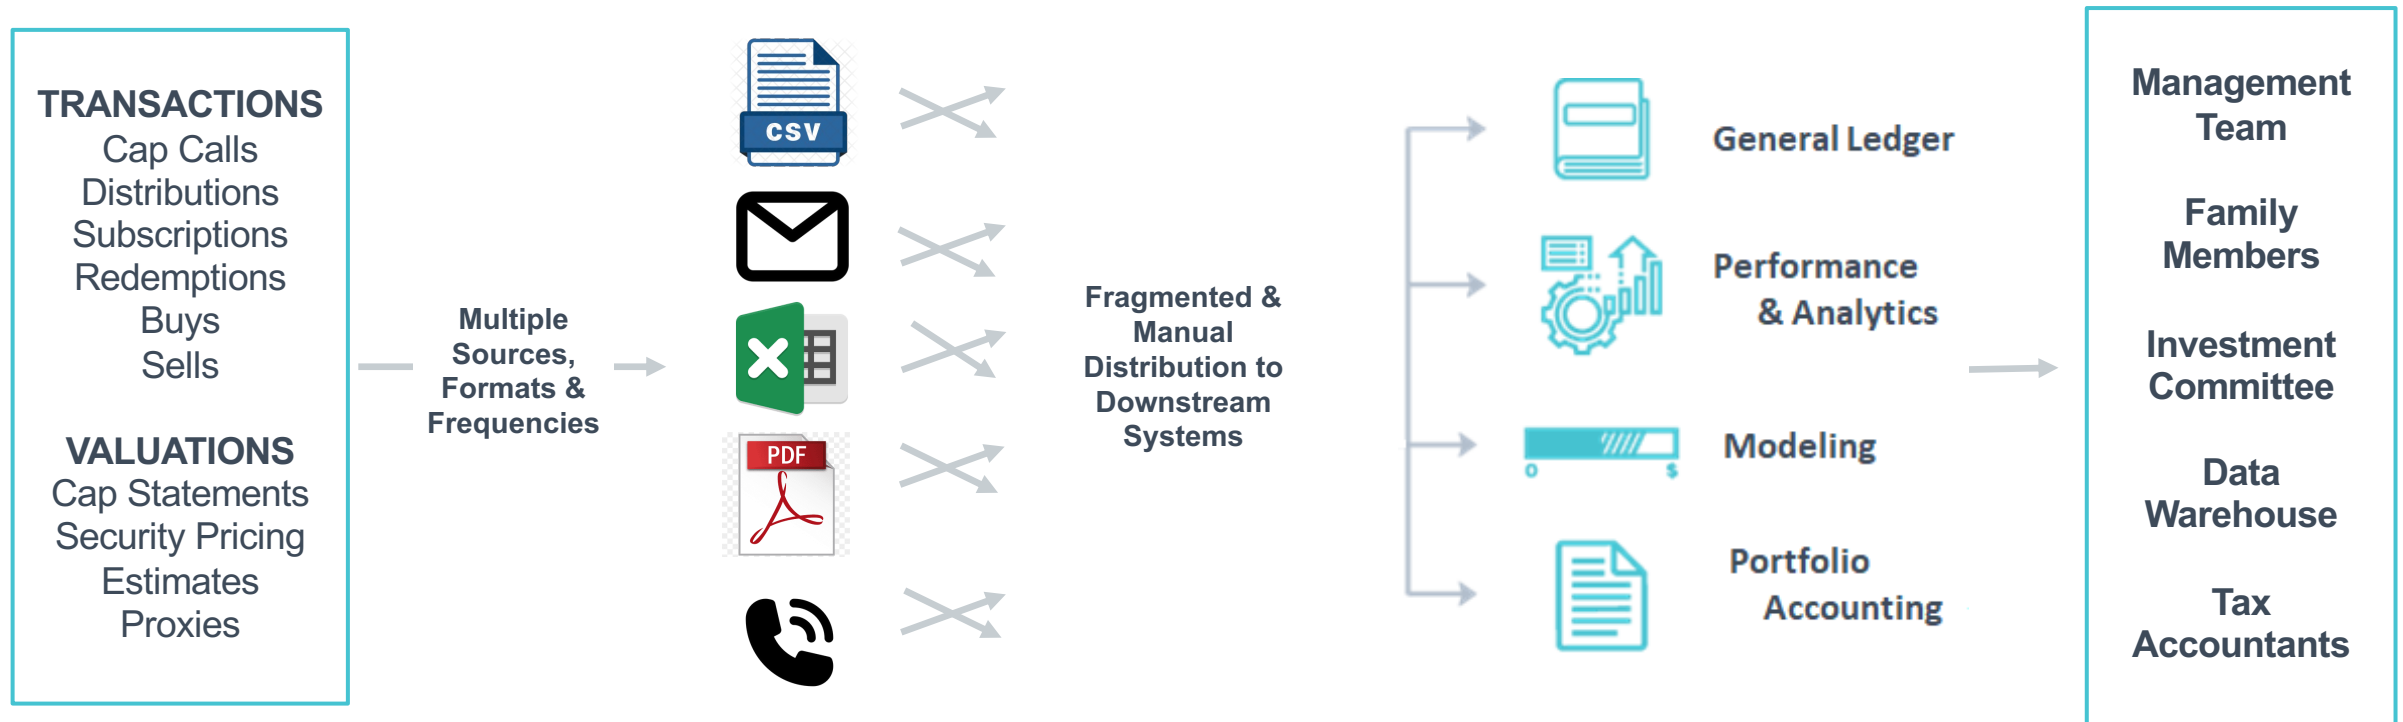 TRANSACTIONS
Cap Calls
Distributions
Subscriptions
Redemptions
Buys
Sells
VALUATIONS
Cap Statements
Security Pricing
Estimates
Proxies
Multiple
Sources,
Formats &
Frequencies
CSV
PDF
Fragmented &
Manual
Distribution to
Downstream
Systems
General Ledger
Performance
& Analytics
Modeling
0 $
Portfolio
Accounting
Management
Team
Family
Members
Investment
Committee
Data
Warehouse
Tax
Accountants